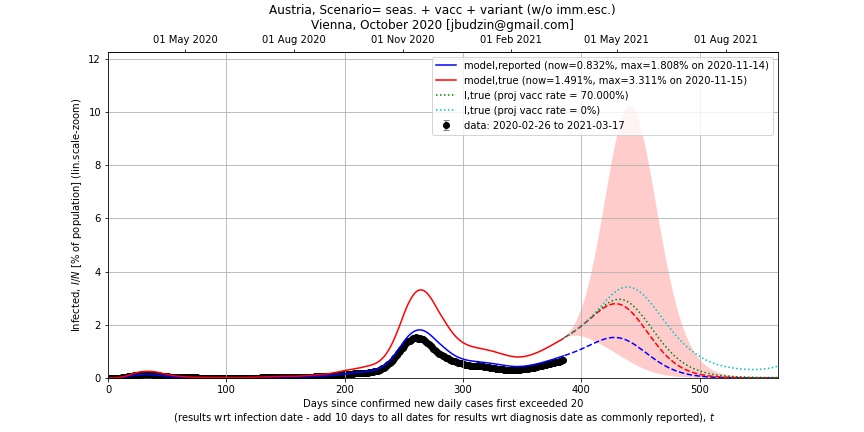 Austria, Scenario= seas. + vacc + variant (w/o imm.esc.)
Vienna, October 2020 [jbudzin@gmail.com]
01 May 2020 01 Aug 2020 01 Nov 2020 01 Feb 2021 01 May 2021 01 Aug 2021
model,reported (now=0.832%, max=1.808% on 2020-11-14)
model,true (now=1.491%, max=3.311% on 2020-11-15)
I,true (proj vacc rate = 70.000%)
I,true (proj vacc rate = 0%)
data: 2020-02-26 to 2021-03-17
Infected, I/N [% of population] (lin.scale-zoom)
12
10
8
6
4
2
0
0 100 200 300 400 500
Days since confirmed new daily cases first exceeded 20
(results wrt infection date - add 10 days to all dates for results wrt diagnosis date as commonly reported), t